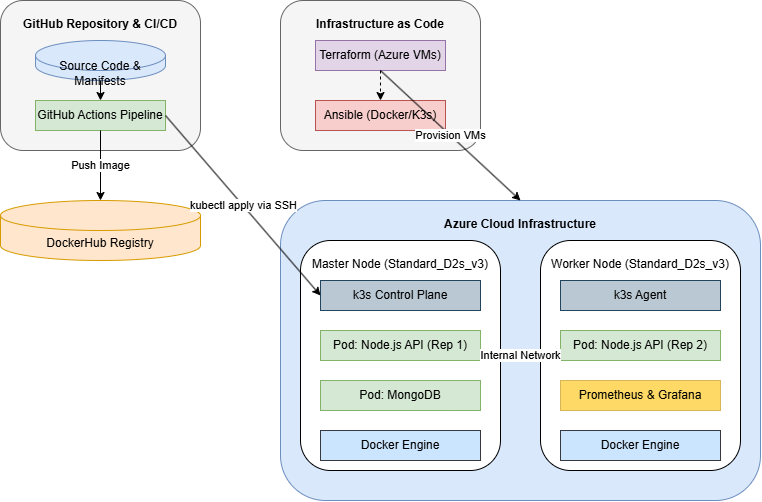 GitHub Repository & CI/CD
Source Code &
Manifests
GitHub Actions Pipeline
Push Image
DockerHub Registry
kubectl apply via SSH
Infrastructure as Code
Terraform (Azure VMs)
Ansible (Docker/K3s)
Provision VMs
Azure Cloud Infrastructure
Master Node (Standard_D2s_v3)
k3s Control Plane
Pod: Node.js API (Rep 1)
Pod: MongoDB
Docker Engine
Internal Network
Worker Node (Standard_D2s_v3)
k3s Agent
Pod: Node.js API (Rep 2)
Prometheus & Grafana
Docker Engine